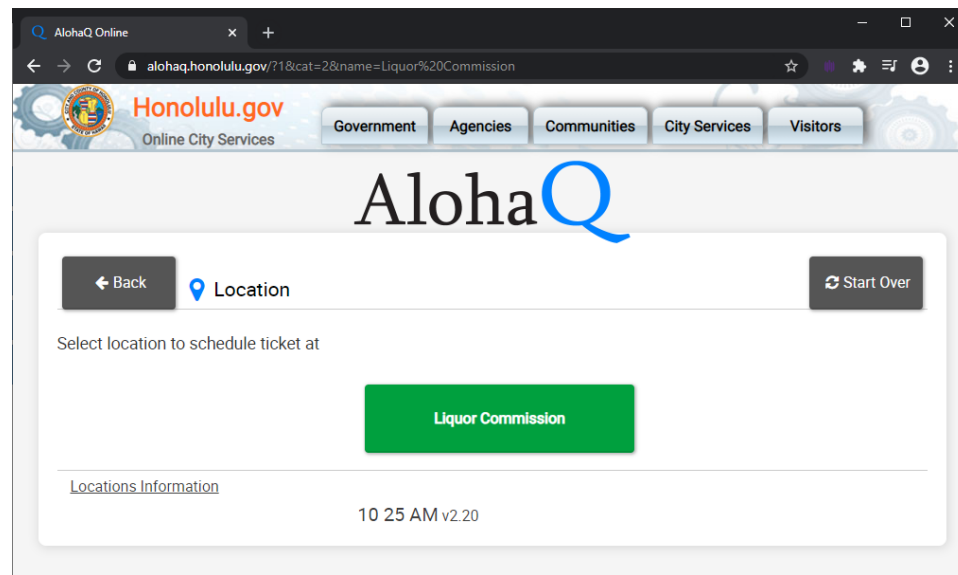 AlohaQ Online
alohaq.honolulu.gov/?1&cat=2&name=Liquor%20Commission
Honolulu.gov
Online City Services
Government Agencies Communities City Services Visitors
AlohaQ
Back
Location
Start Over
Select location to schedule ticket at
Liquor Commission
Locations Information
10 25 AM v2.20